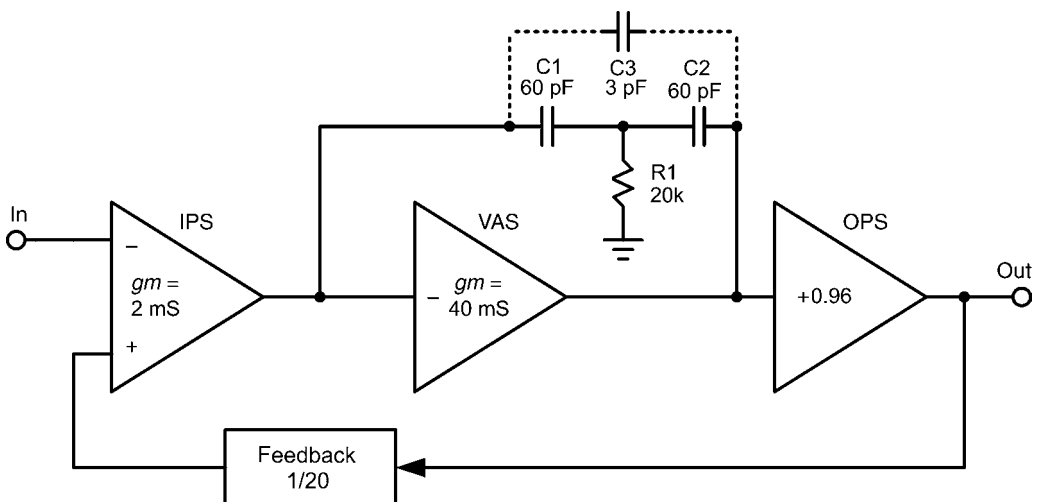 C1
60 pF
C3
3 pF
C2
60 pF
R1
20k
In
IPS
VAS
OPS
Out
–
gm =
2 mS
+
–
gm =
40 mS
+0.96
Feedback
1/20